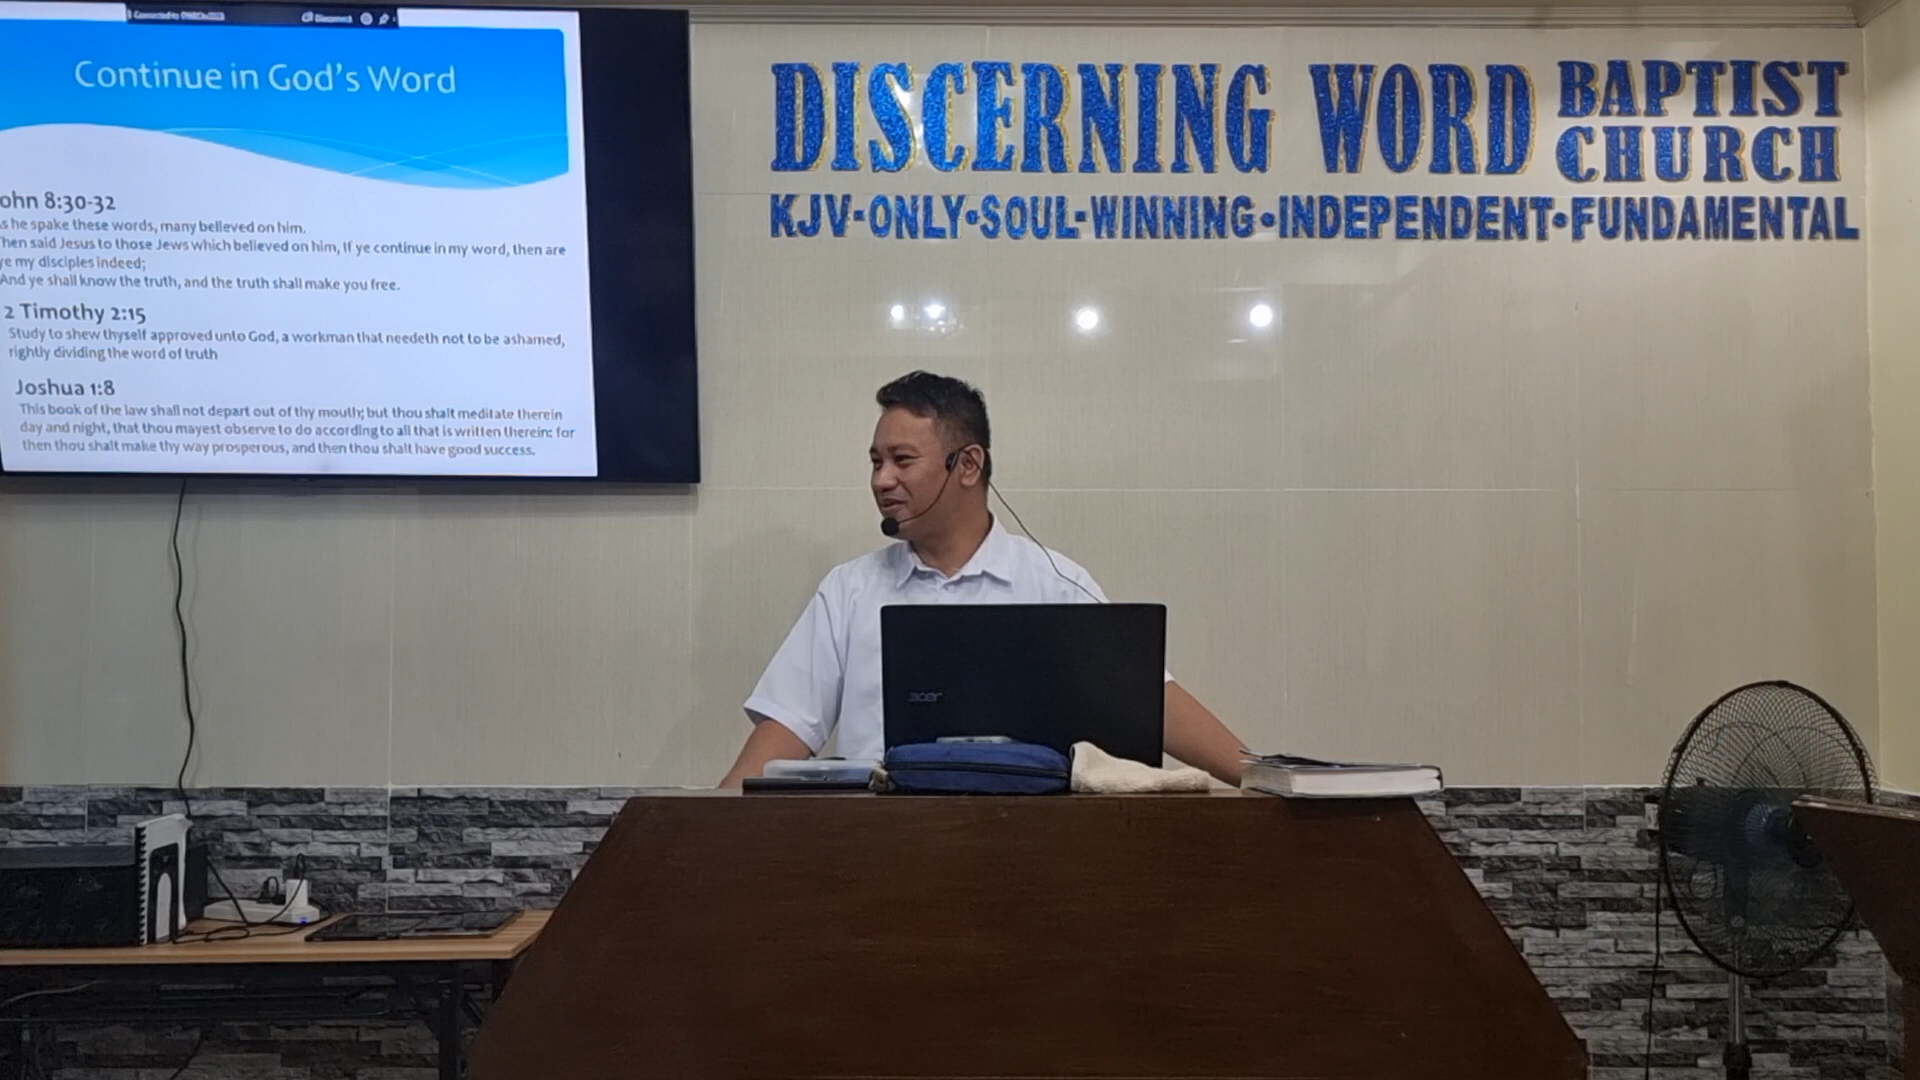 Disconnect
Continue in God's Word
ohn 8:30-32
s he spake these words, many believed on him.
hen said Jesus to those Jews which believed on him, If ye continue in my word, then are
ye my disciples indeed;
And ye shall know the truth, and the truth shall make you free.
2 Timothy 2:15
Study to shew thyself approved unto God, a workman that needeth not to be ashamed,
rightly dividing the word of truth
Joshua 1:8
This book of the law shall not depart out of thy mouth; but thou shalt meditate therein
day and night, that thou mayest observe to do according to all that is written therein: for
then thou shalt make thy way prosperous, and then thou shalt have good success.
DISCERNING WORD BAPTIST
CHURCH
KJV-ONLY•SOUL-WINNING•INDEPENDENT•FUNDAMENTAL
acer